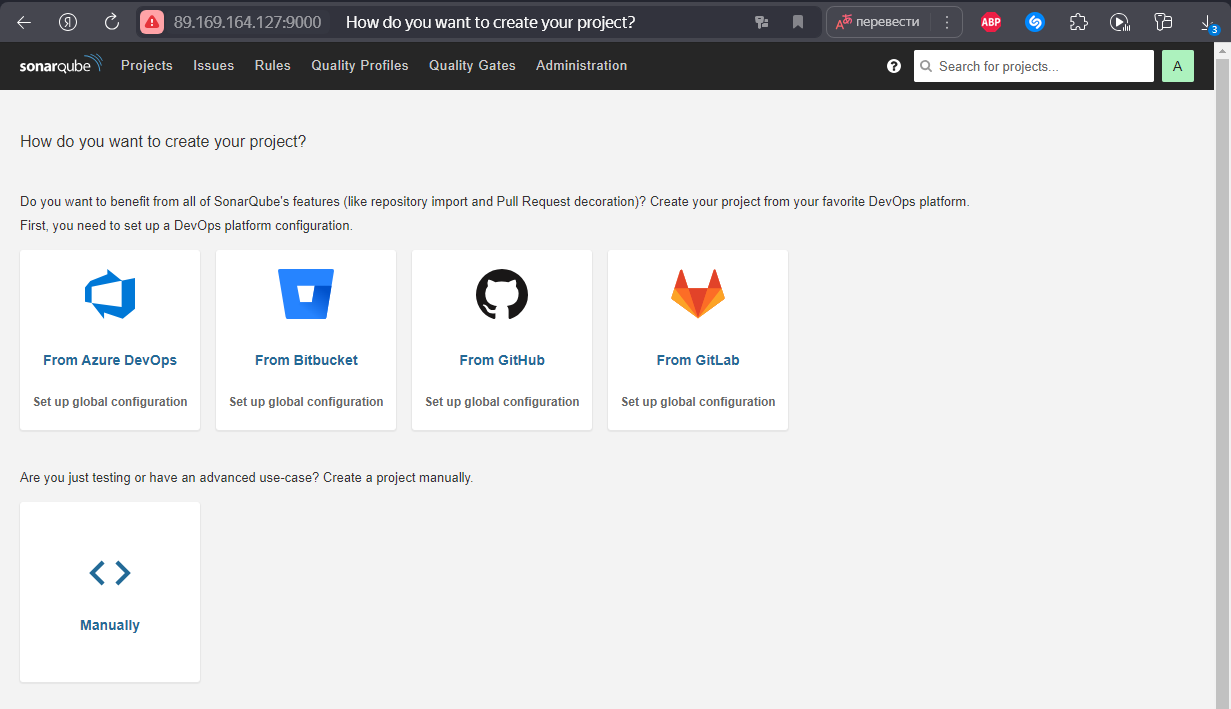 89.169.164.127:9000 How do you want to create your project? перевести ABP 3
sonarqube Projects Issues Rules Quality Profiles Quality Gates Administration ? Search for projects... A
How do you want to create your project?
Do you want to benefit from all of SonarQube's features (like repository import and Pull Request decoration)? Create your project from your favorite DevOps platform.
First, you need to set up a DevOps platform configuration.
From Azure DevOps From Bitbucket From GitHub From GitLab
Set up global configuration Set up global configuration Set up global configuration Set up global configuration
Are you just testing or have an advanced use-case? Create a project manually.
Manually